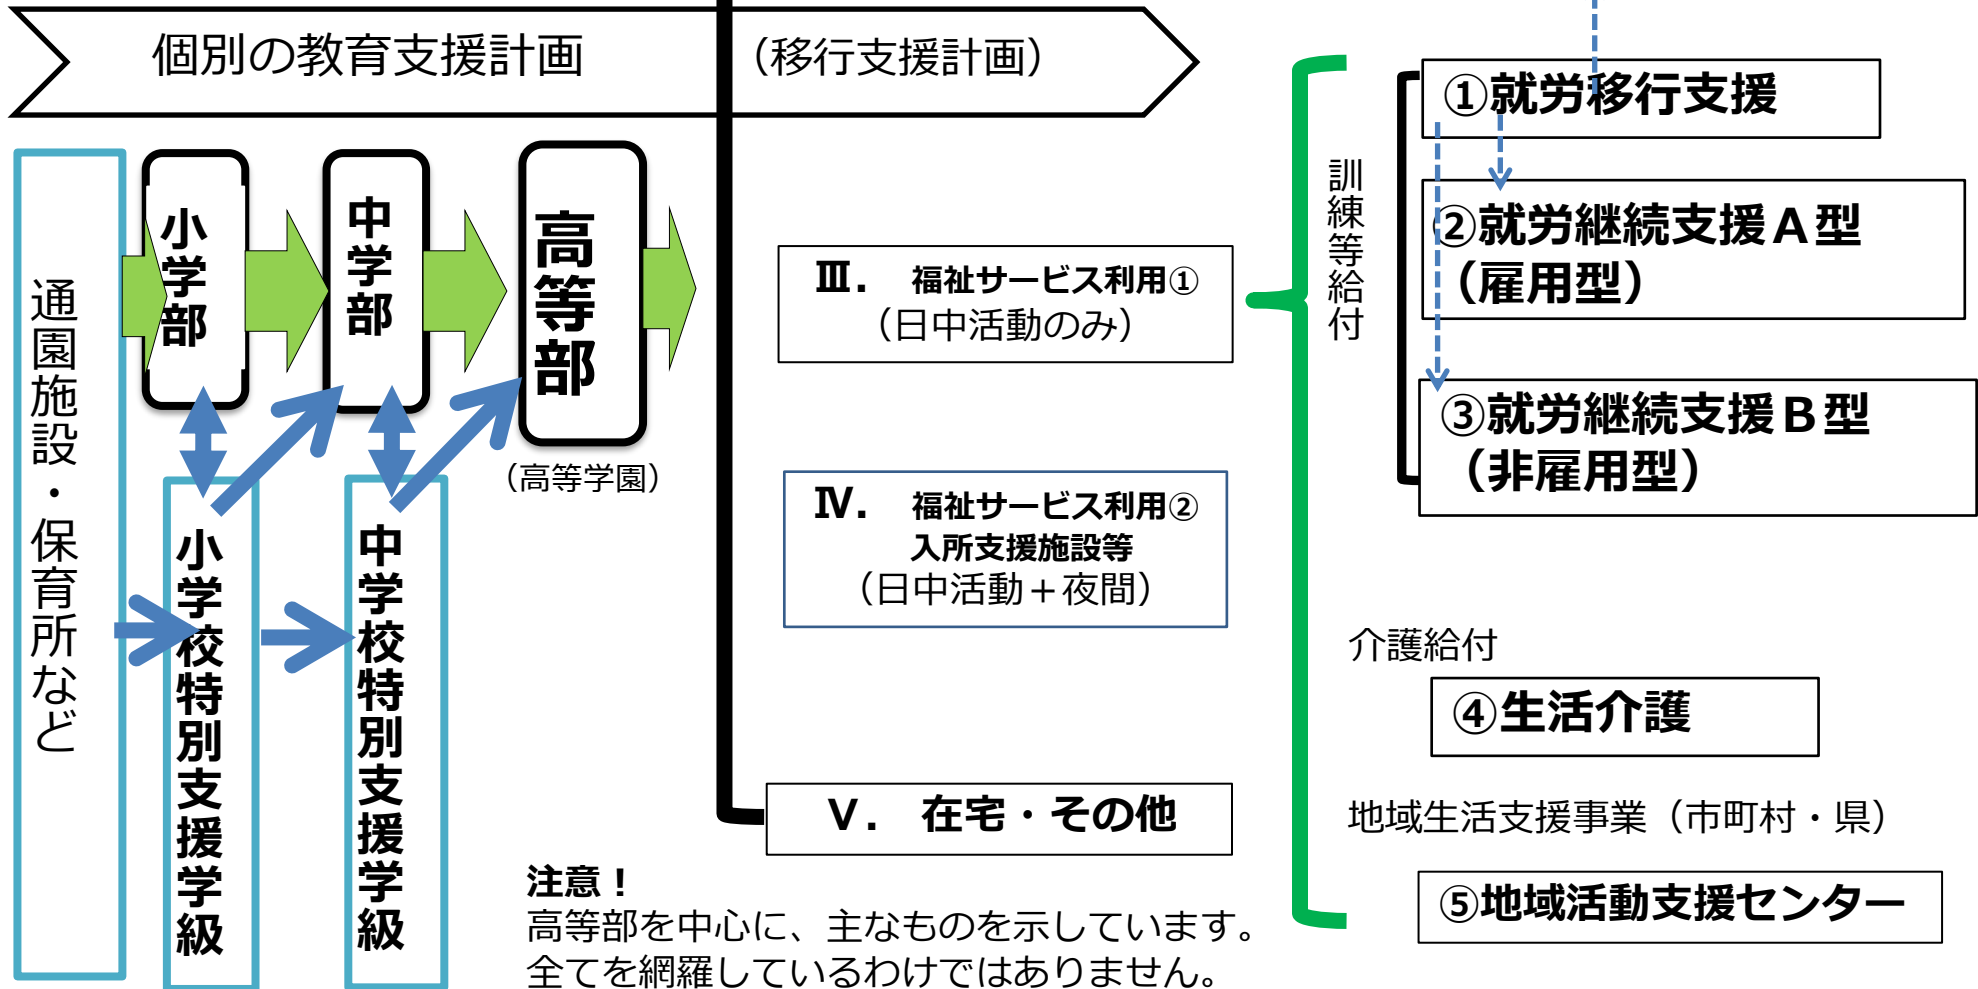 個別の教育支援計画　（移行支援計画）
通園施設・保育所など
小学部
中学部
高等部
（高等学園）
小学校特別支援学級
中学校特別支援学級
Ⅲ．　福祉サービス利用①
（日中活動のみ）
Ⅳ．　福祉サービス利用②
入所支援施設等
（日中活動＋夜間）
Ⅴ．　在宅・その他
注意！
高等部を中心に、主なものを示しています。
全てを網羅しているわけではありません。
訓練等給付
①就労移行支援
②就労継続支援Ａ型
（雇用型）
③就労継続支援Ｂ型
（非雇用型）
介護給付
④生活介護
地域生活支援事業（市町村・県）
⑤地域活動支援センター